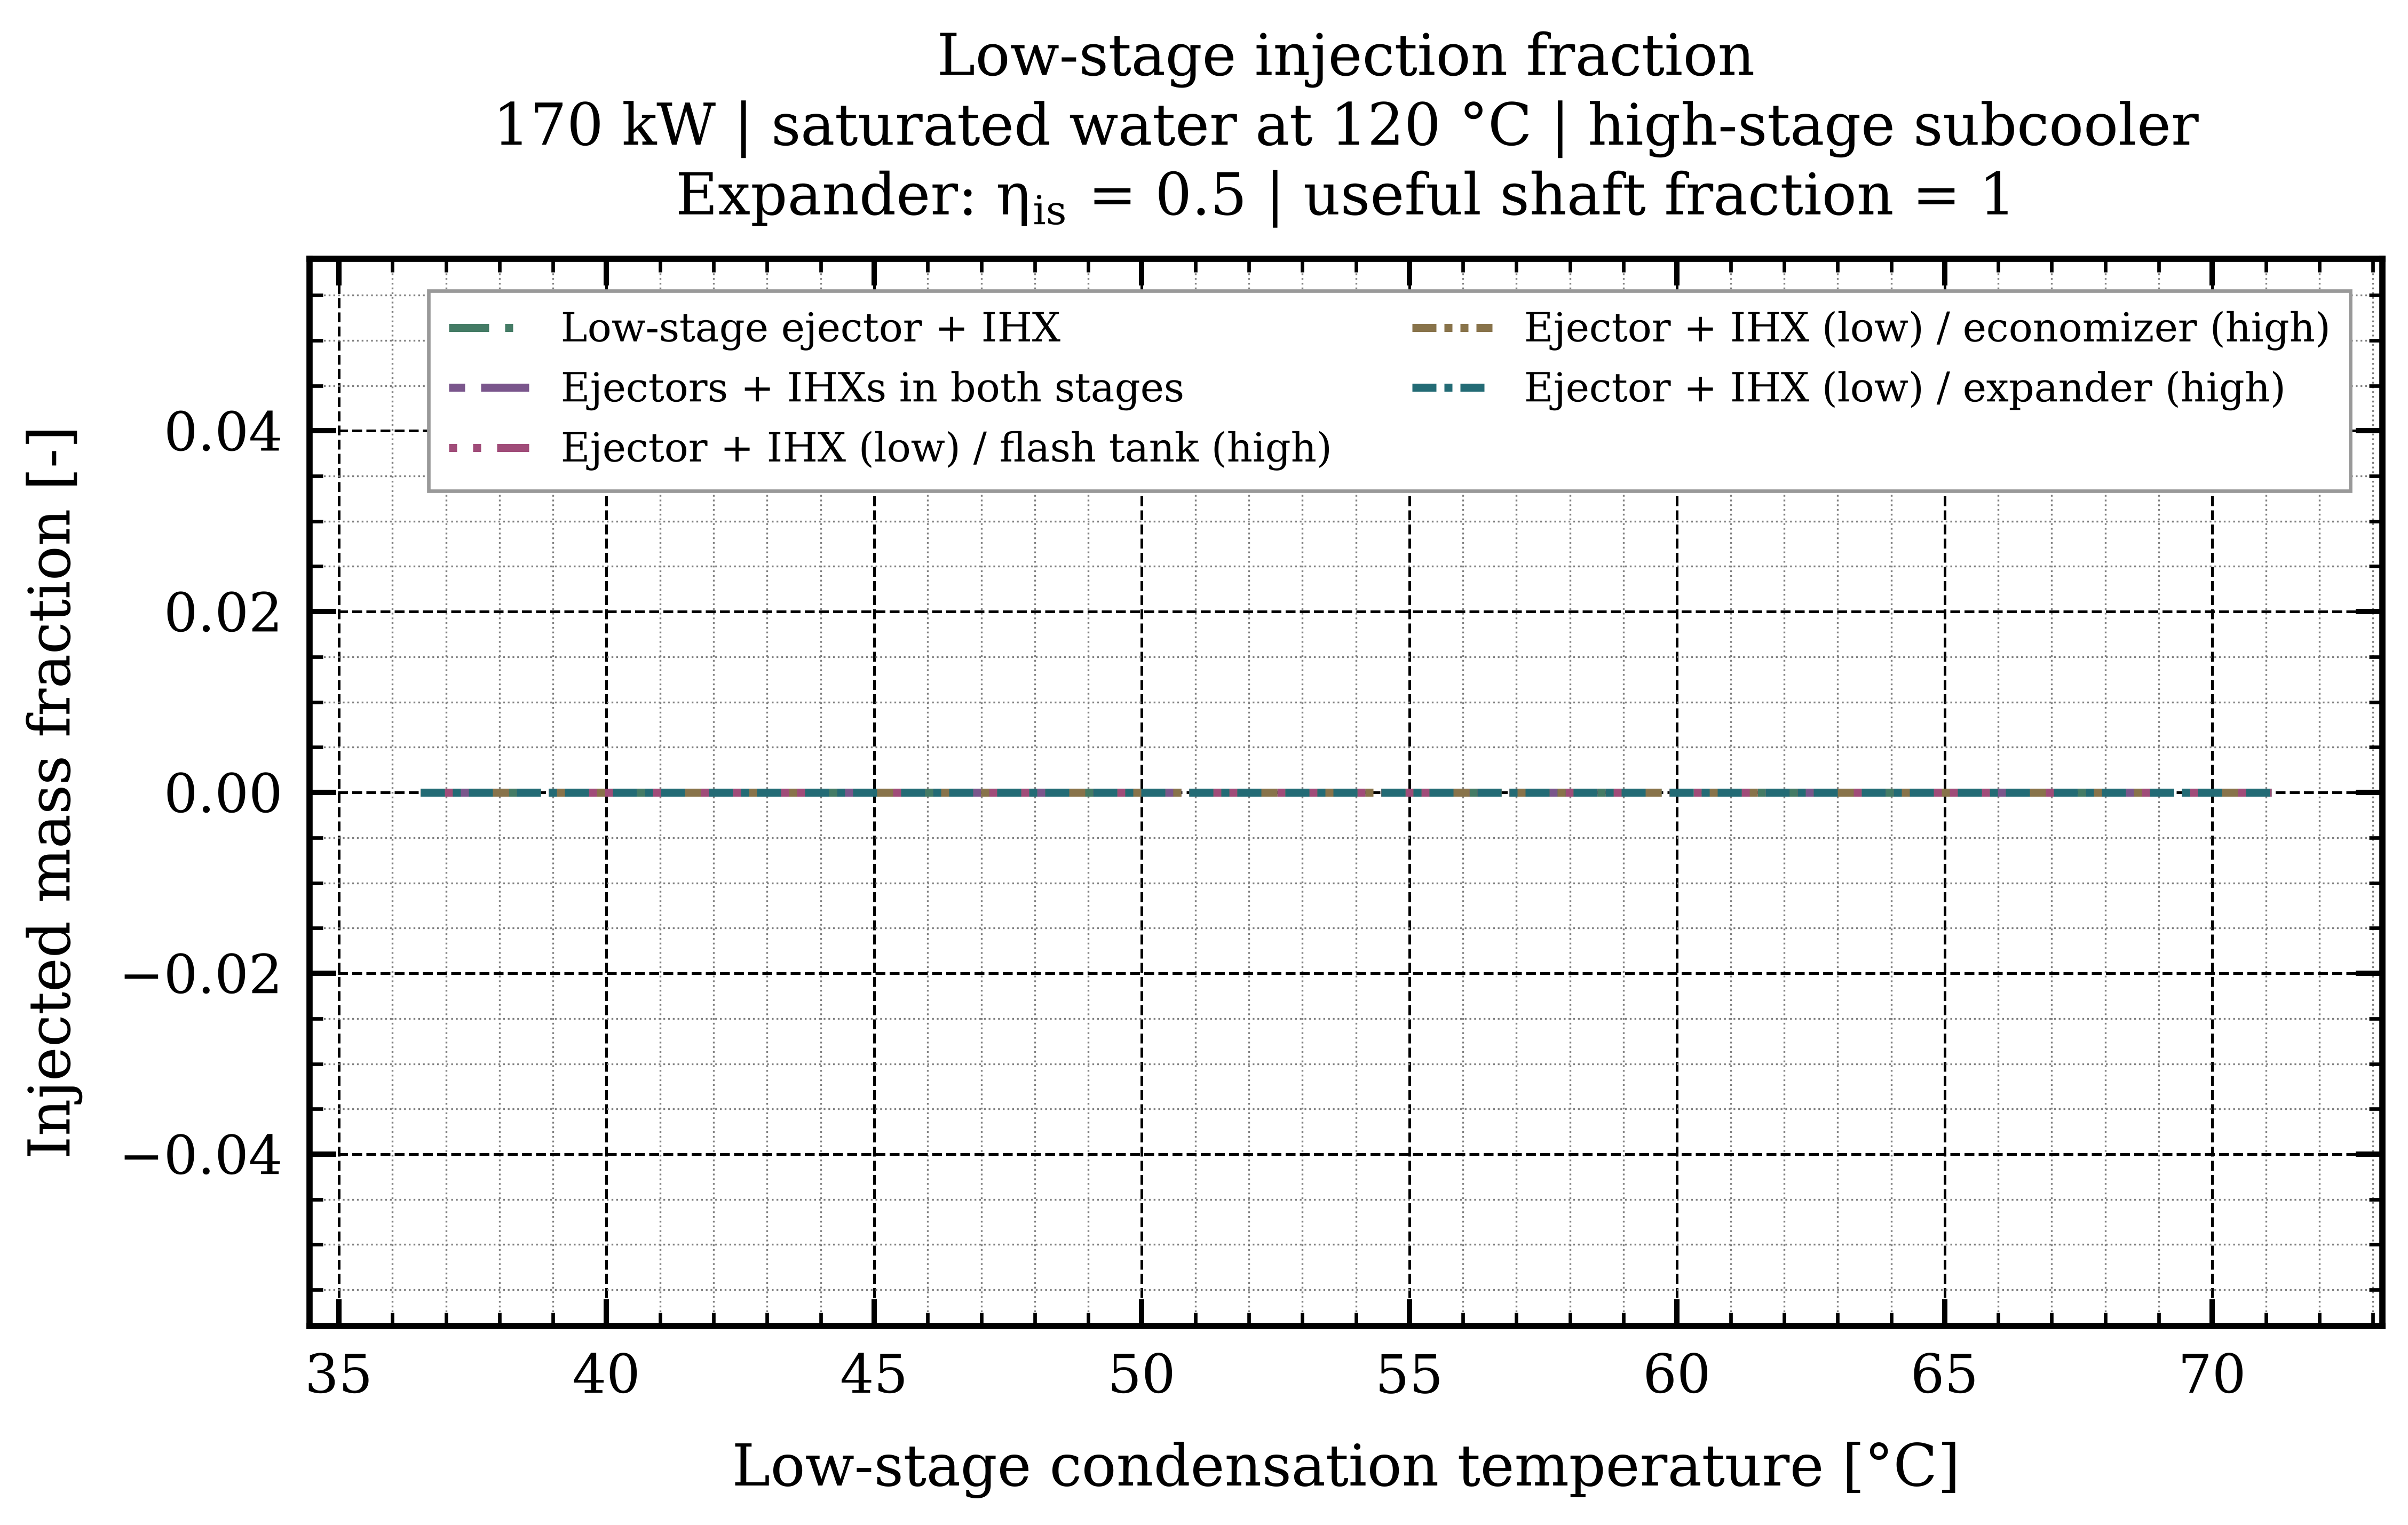 Low-stage injection fraction
170 kW | saturated water at 120 °C | high-stage subcooler
Expander: ηis = 0.5 | useful shaft fraction = 1
Low-stage ejector + IHX
Ejectors + IHXs in both stages
Ejector + IHX (low) / flash tank (high)
Ejector + IHX (low) / economizer (high)
Ejector + IHX (low) / expander (high)
Injected mass fraction [-]
0.04
0.02
0.00
−0.02
−0.04
35 40 45 50 55 60 65 70
Low-stage condensation temperature [°C]